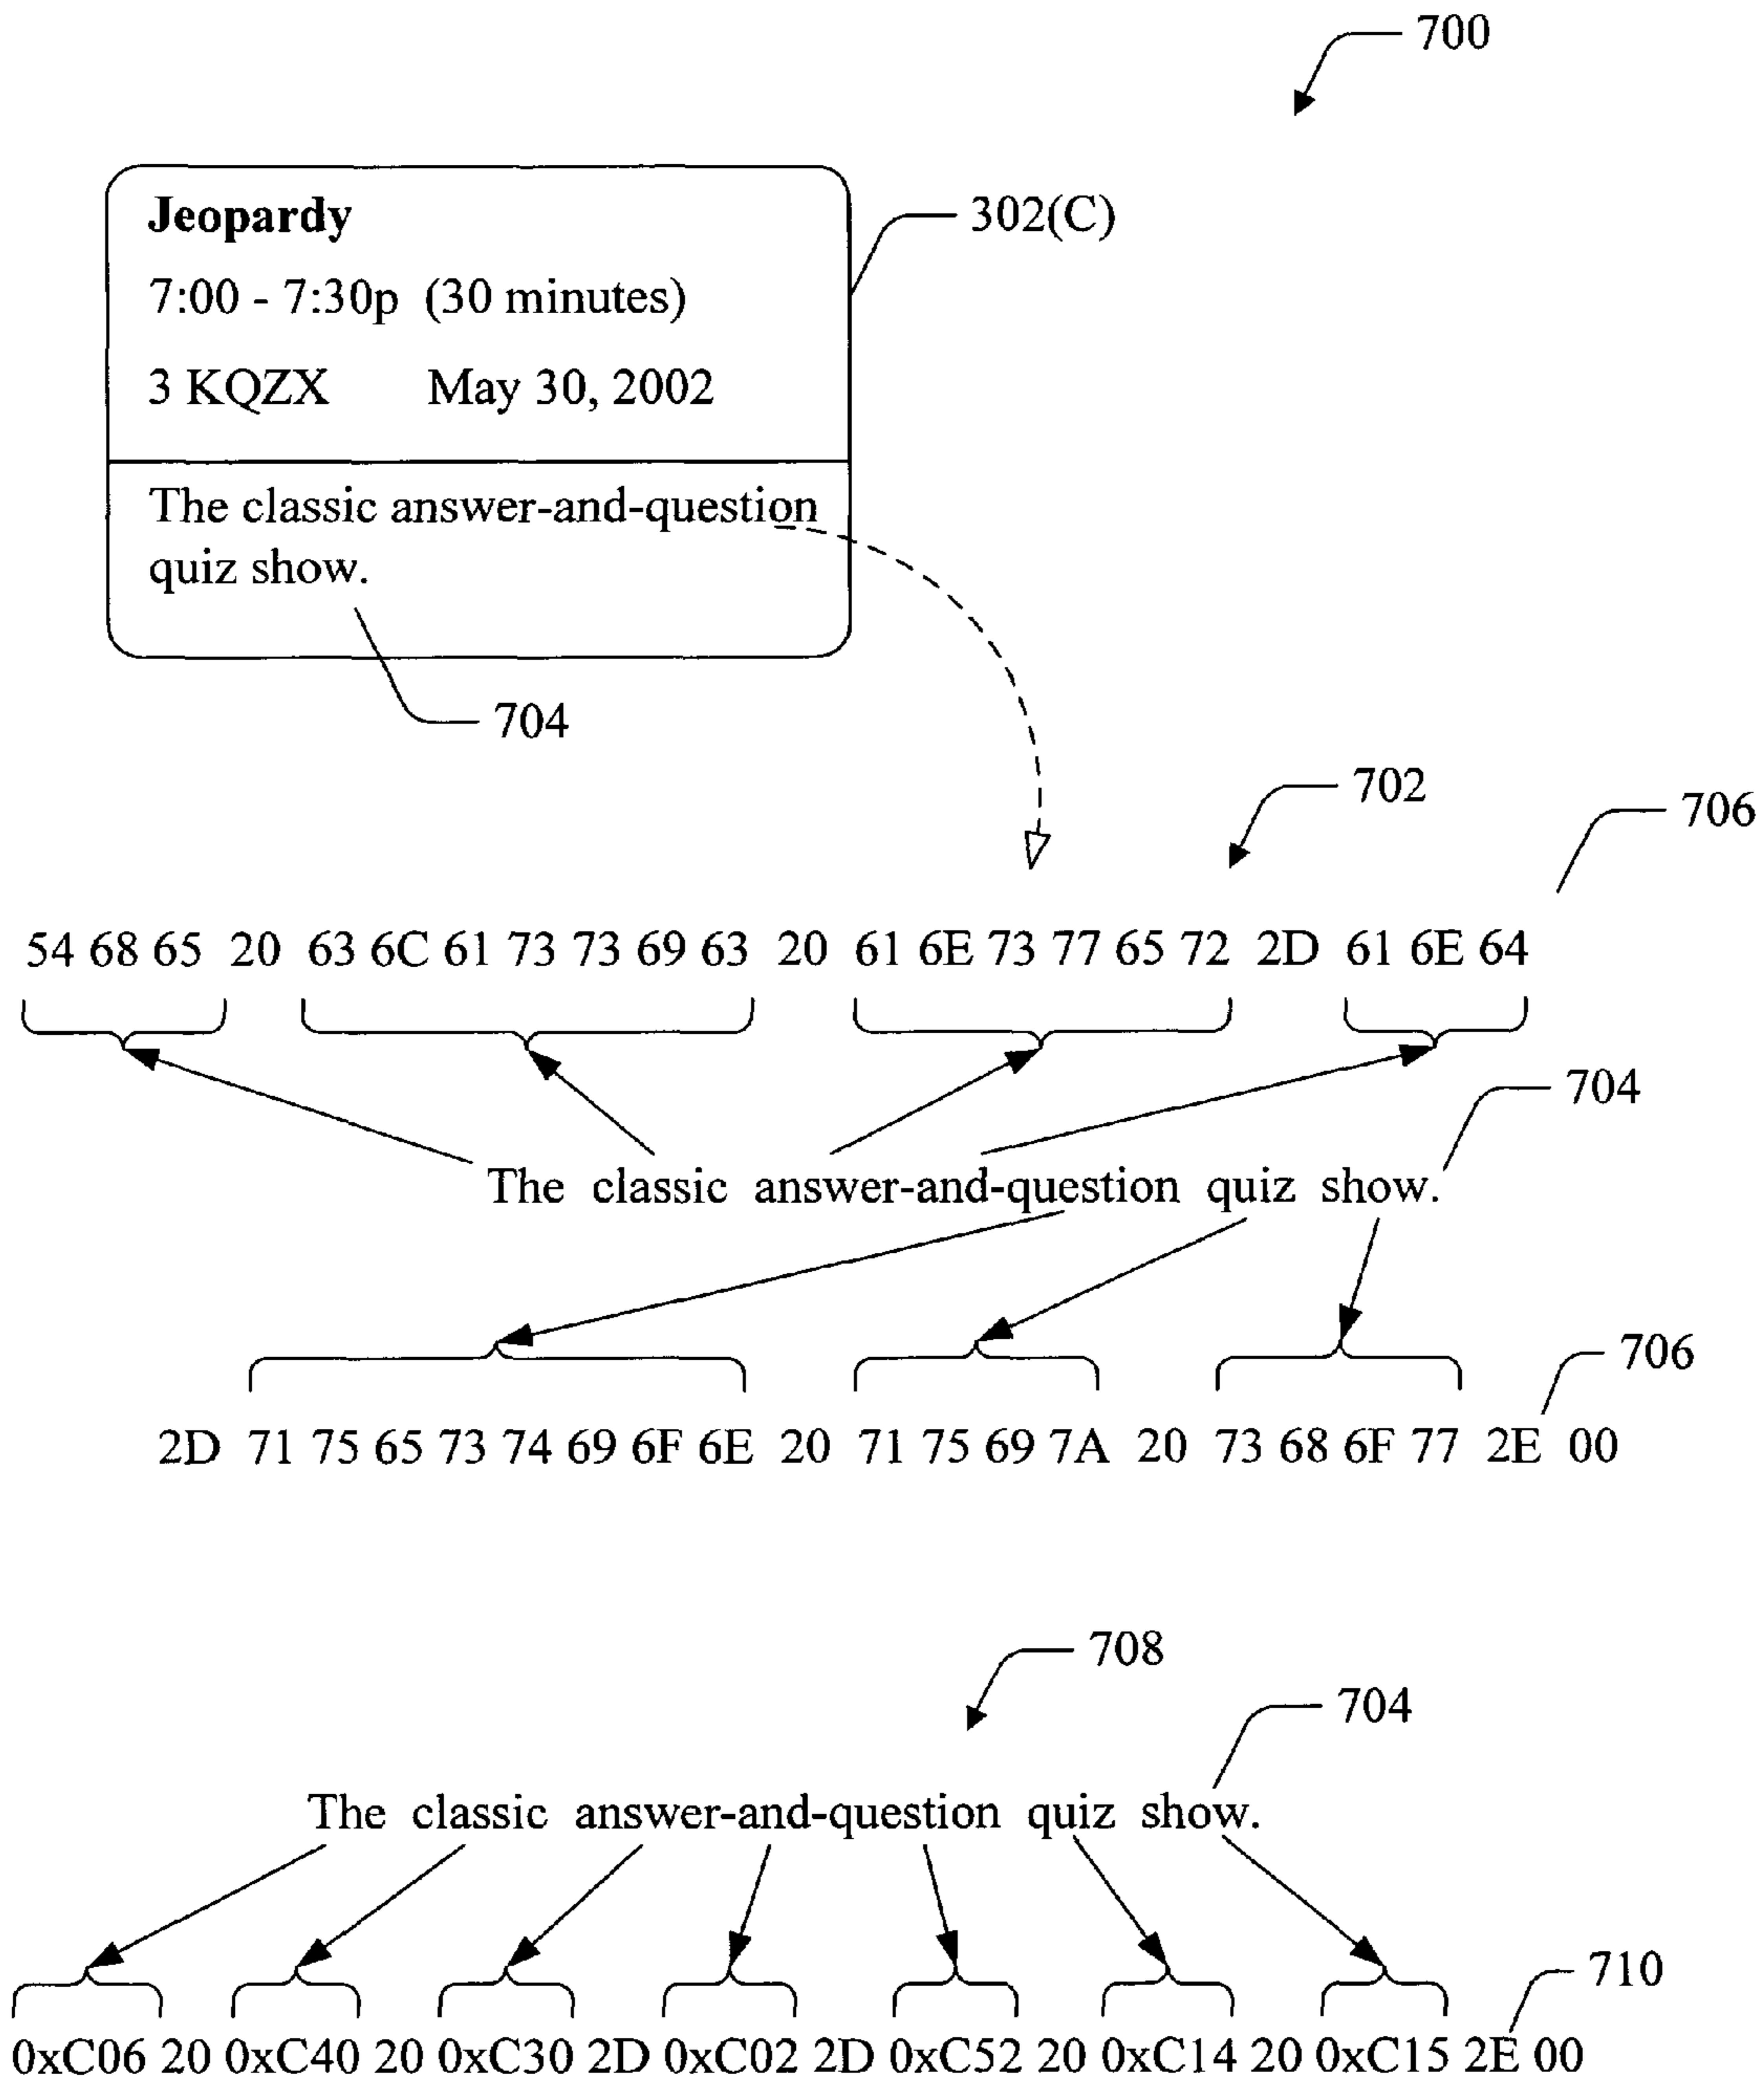 700
Jeopardy
302(C)
7:00 - 7:30p (30 minutes)
3 KQZX May 30, 2002
The classic answer-and-question
quiz show.
704
702
706
54 68 65 20 63 6C 61 73 73 69 63 20 61 6E 73 77 65 72 2D 61 6E 64
704
The classic answer-and-question quiz show.
706
2D 71 75 65 73 74 69 6F 6E 20 71 75 69 7A 20 73 68 6F 77 2E 00
708
704
The classic answer-and-question quiz show.
710
0xC06 20 0xC40 20 0xC30 2D 0xC02 2D 0xC52 20 0xC14 20 0xC15 2E 00